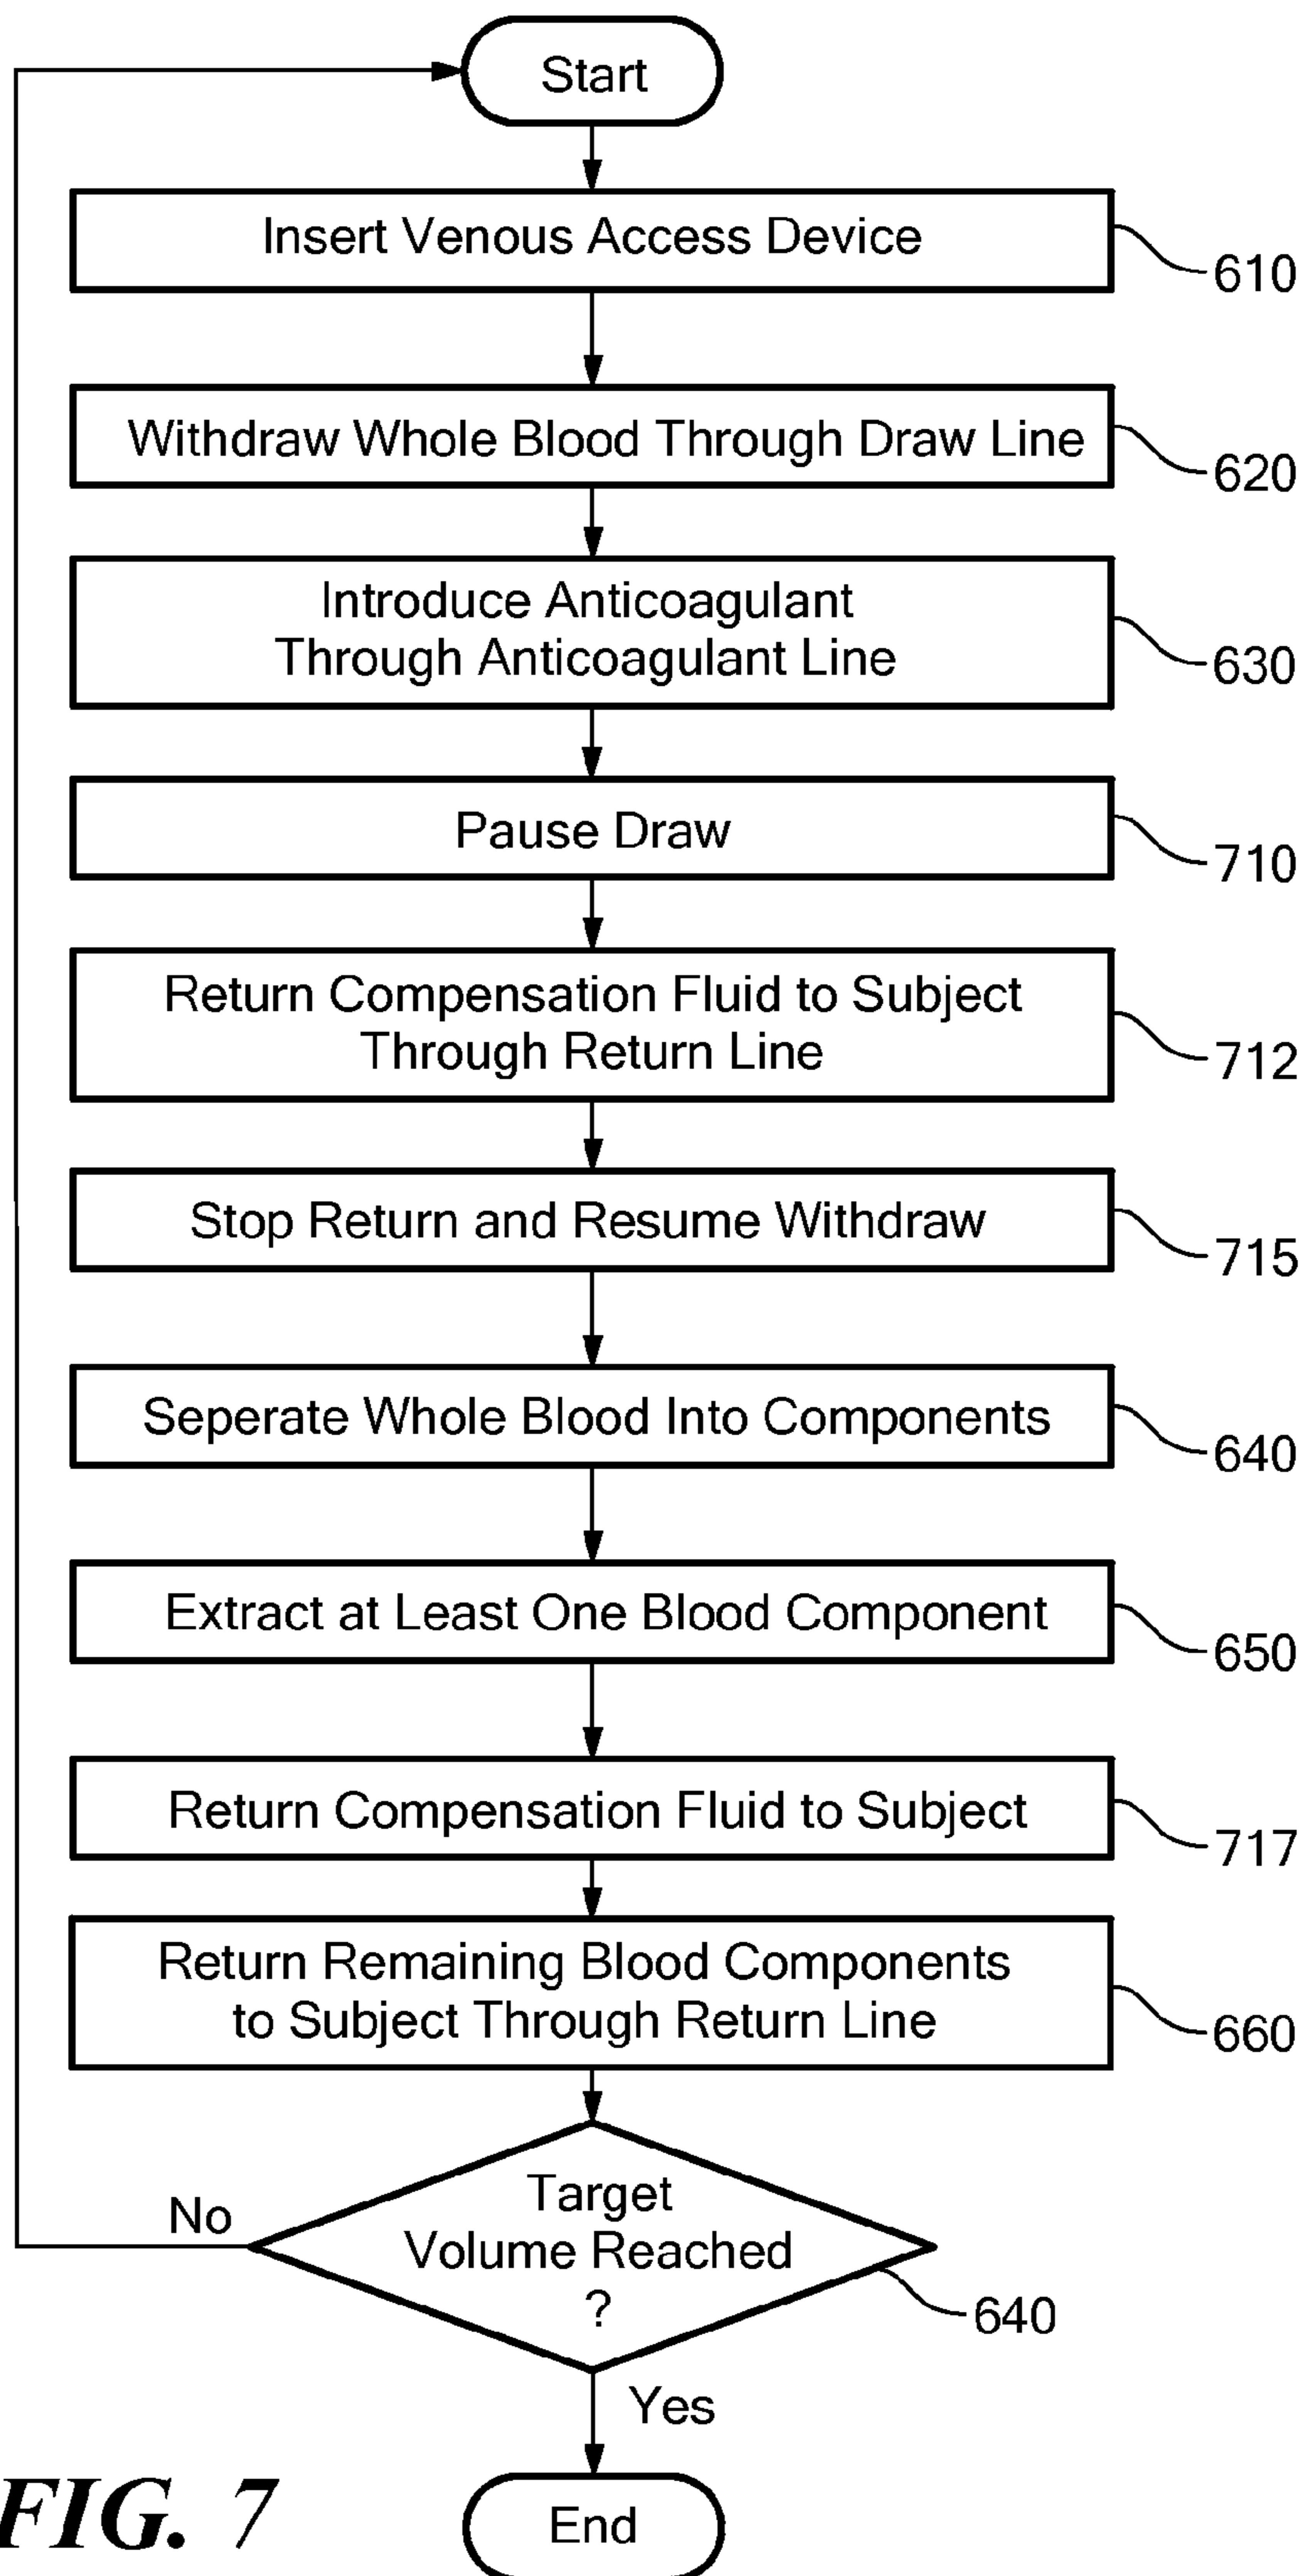 Start
Insert Venous Access Device
610
Withdraw Whole Blood Through Draw Line
620
Introduce Anticoagulant
Through Anticoagulant Line
630
Pause Draw
710
Return Compensation Fluid to Subject
Through Return Line
712
Stop Return and Resume Withdraw
715
Seperate Whole Blood Into Components
640
Extract at Least One Blood Component
650
Return Compensation Fluid to Subject
717
Return Remaining Blood Components
to Subject Through Return Line
660
Target
Volume Reached
?
No
640
Yes
End
FIG. 7